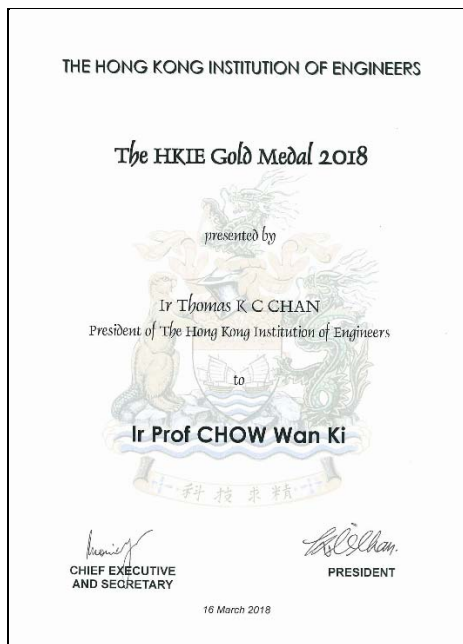 THE HONG KONG INSTITUTION OF ENGINEERS
The HKIE Gold Medal 2018
presented by
Ir Thomas K C CHAN
President of The Hong Kong Institution of Engineers
to
Ir Prof CHOW Wan Ki
科技求精
CHIEF EXECUTIVE
AND SECRETARY
PRESIDENT
16 March 2018